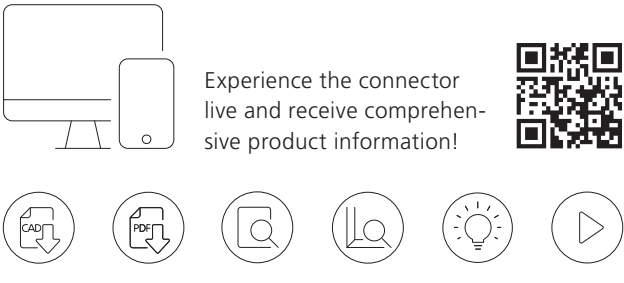 Experience the connector
live and receive comprehen-
sive product information!
CAD
PDF